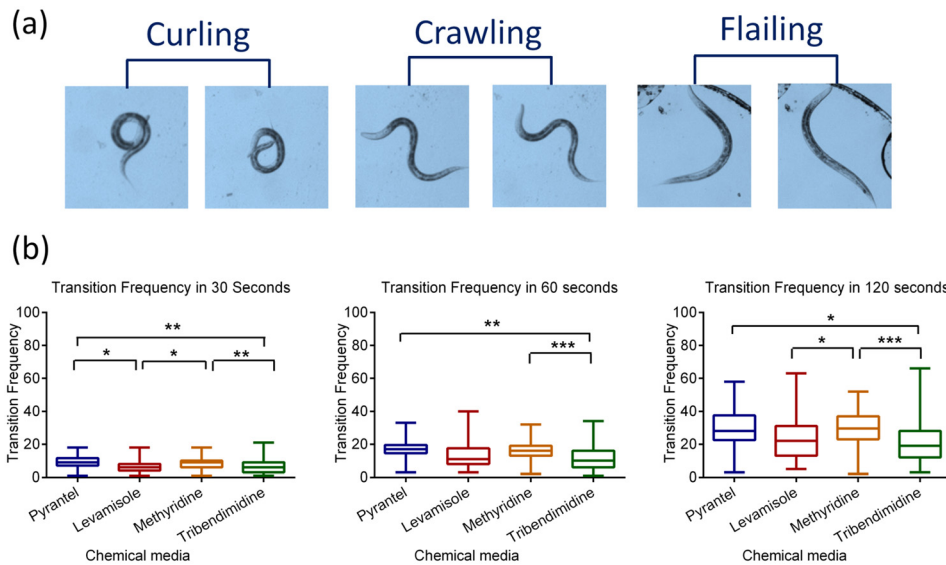 (a)
Curling Crawling Flailing
(b)
Transition Frequency in 30 Seconds
Transition Frequency
100
80
60
40
20
0
**
* * **
Pyrantel
Levamisole
Methyridine
Tribendimidine
Chemical media
Transition Frequency in 60 seconds
Transition Frequency
100
80
60
40
20
0
**
***
Pyrantel
Levamisole
Methyridine
Tribendimidine
Chemical media
Transition Frequency in 120 seconds
Transition Frequency
100
80
60
40
20
0
*
* ***
Pyrantel
Levamisole
Methyridine
Tribendimidine
Chemical media